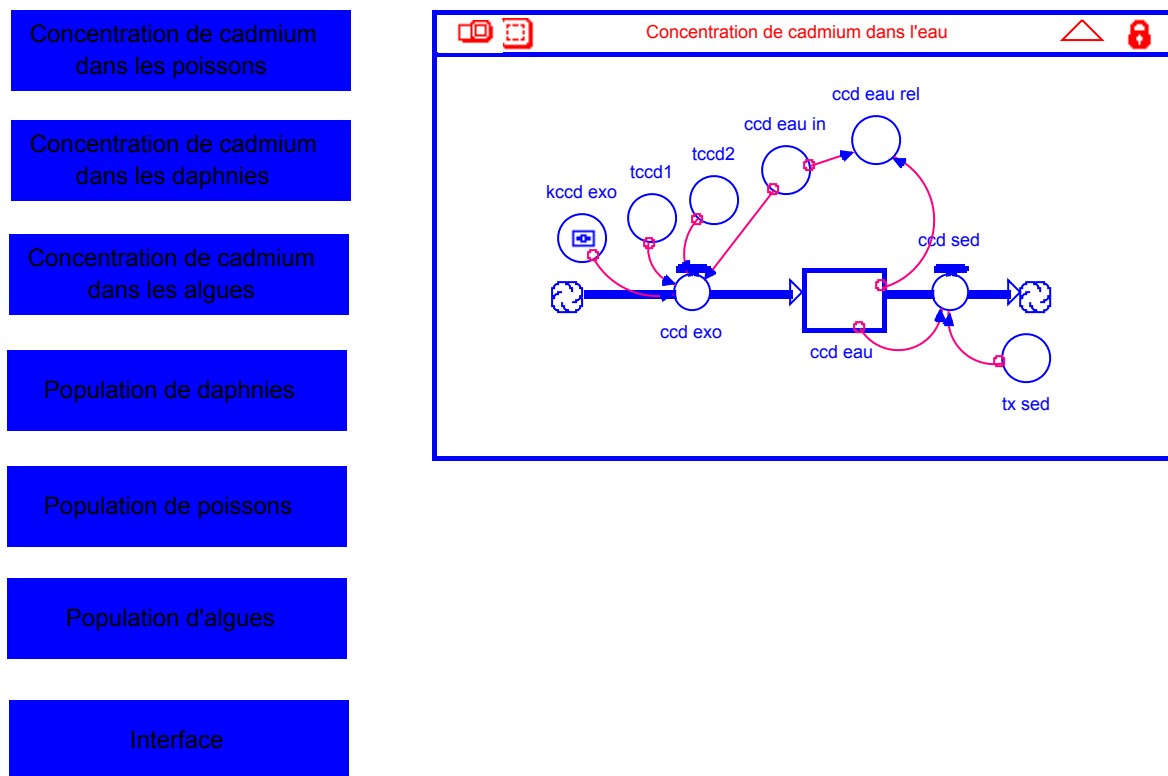 Concentration de cadmium
dans les poissons
Concentration de cadmium
dans les daphnies
Concentration de cadmium
dans les algues
Population de daphnies
Population de poissons
Population d'algues
Interface
Concentration de cadmium dans l'eau
ccd eau rel
ccd eau in
tccd2
tccd1
kccd exo
ccd sed
ccd exo
ccd eau
tx sed